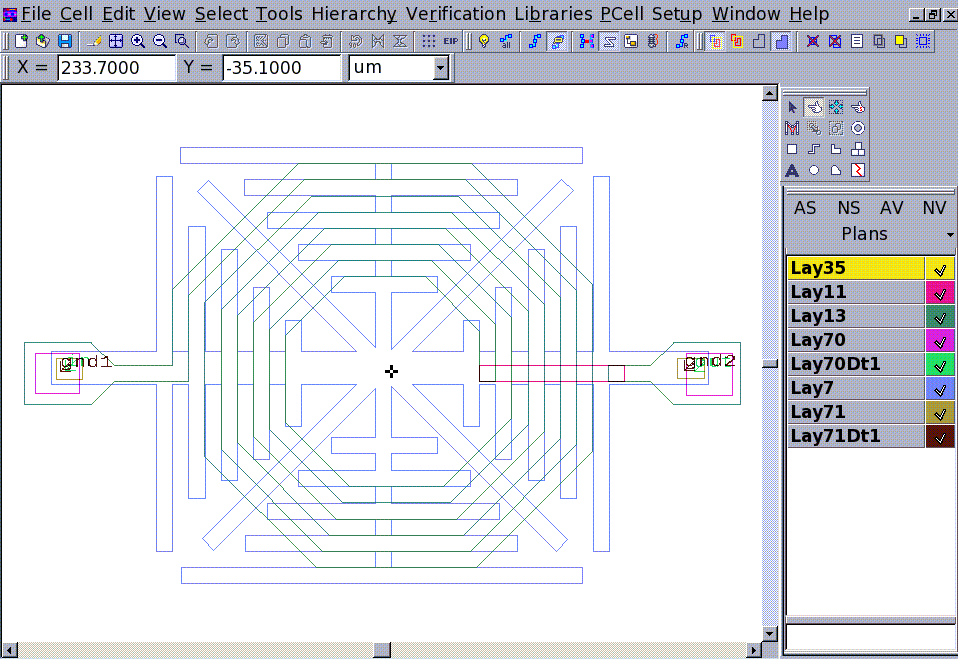 File Cell Edit View Select Tools Hierarchy Verification Libraries PCell Setup Window Help
EIP
X = 233.7000 Y = -35.1000 um
AS NS AV NV
Plans
Lay35
Lay11
Lay13
Lay70
Lay70Dt1
Lay7
Lay71
Lay71Dt1
gnd1
gnd2